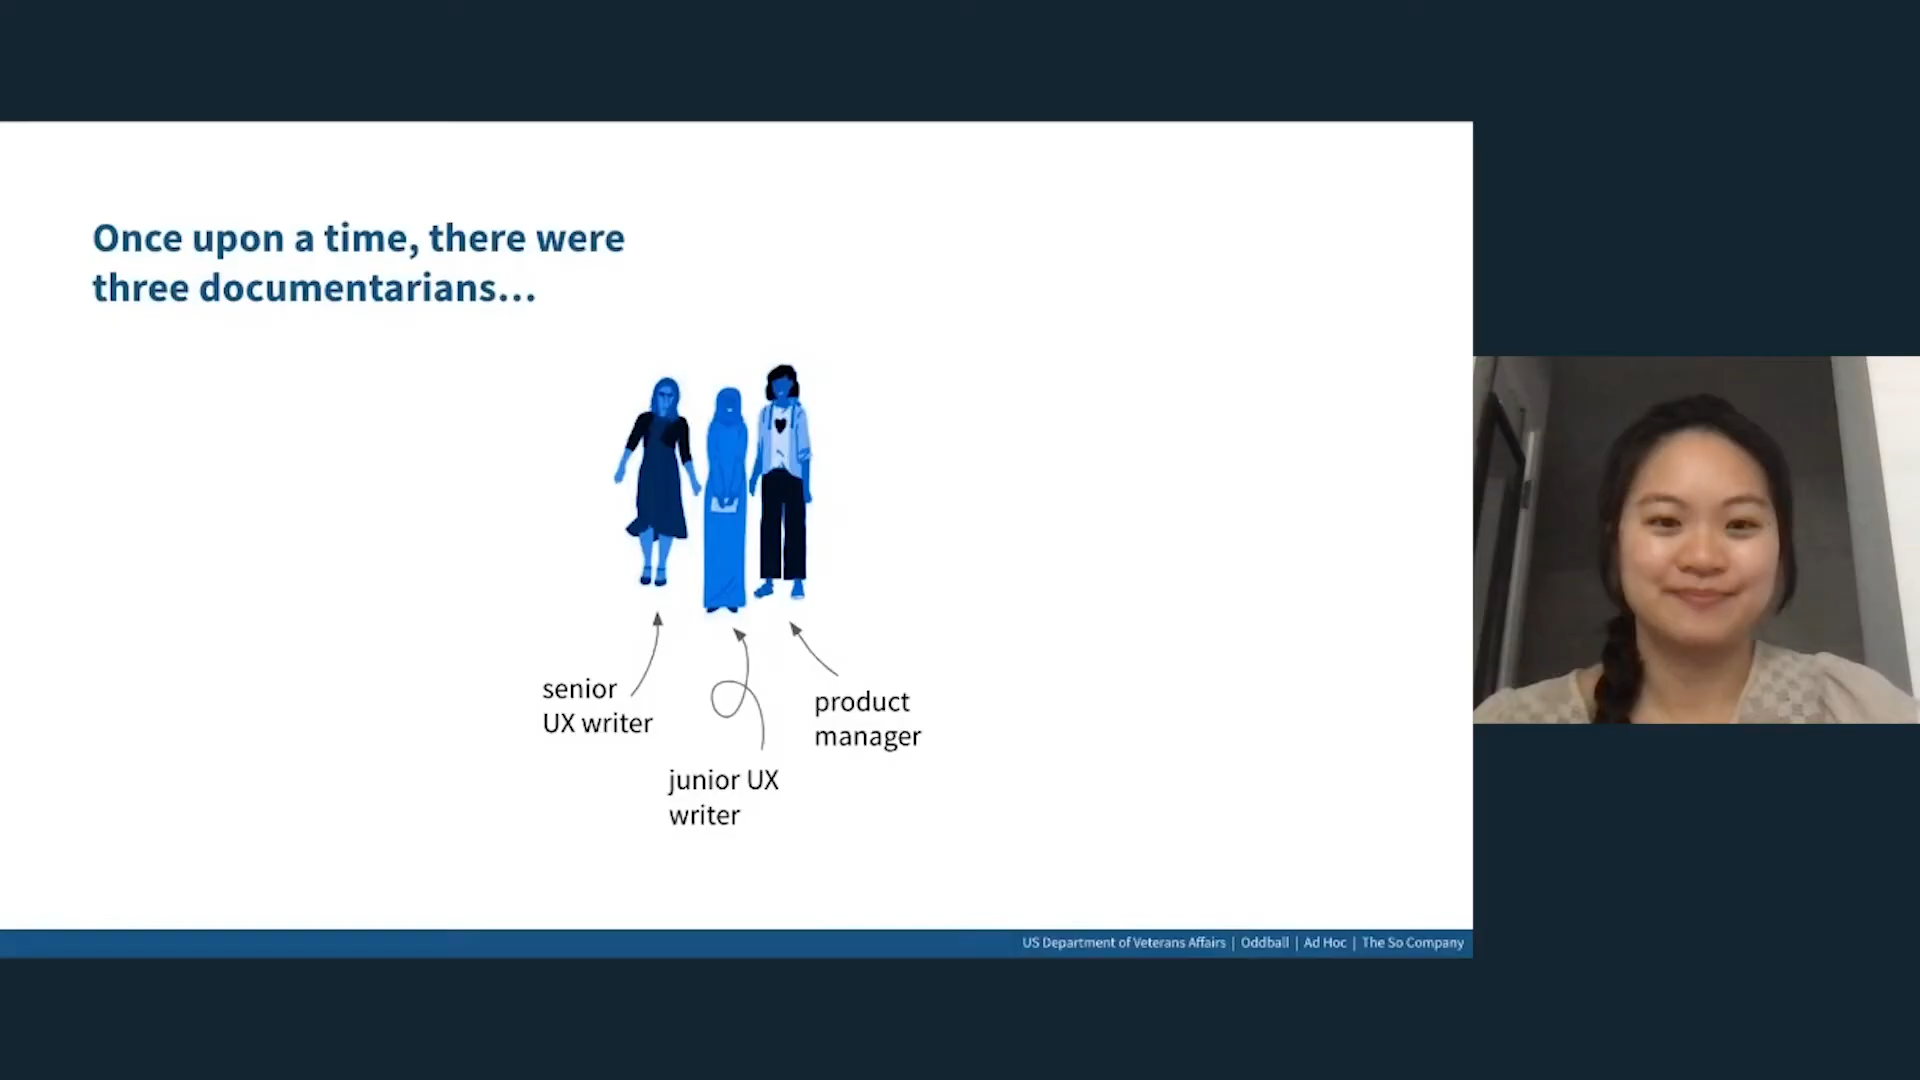 Once upon a time, there were
three documentarians...
senior
UX writer
junior UX
writer
product
manager
US Department of Veterans Affairs | Oddball | Ad Hoc | The So Company